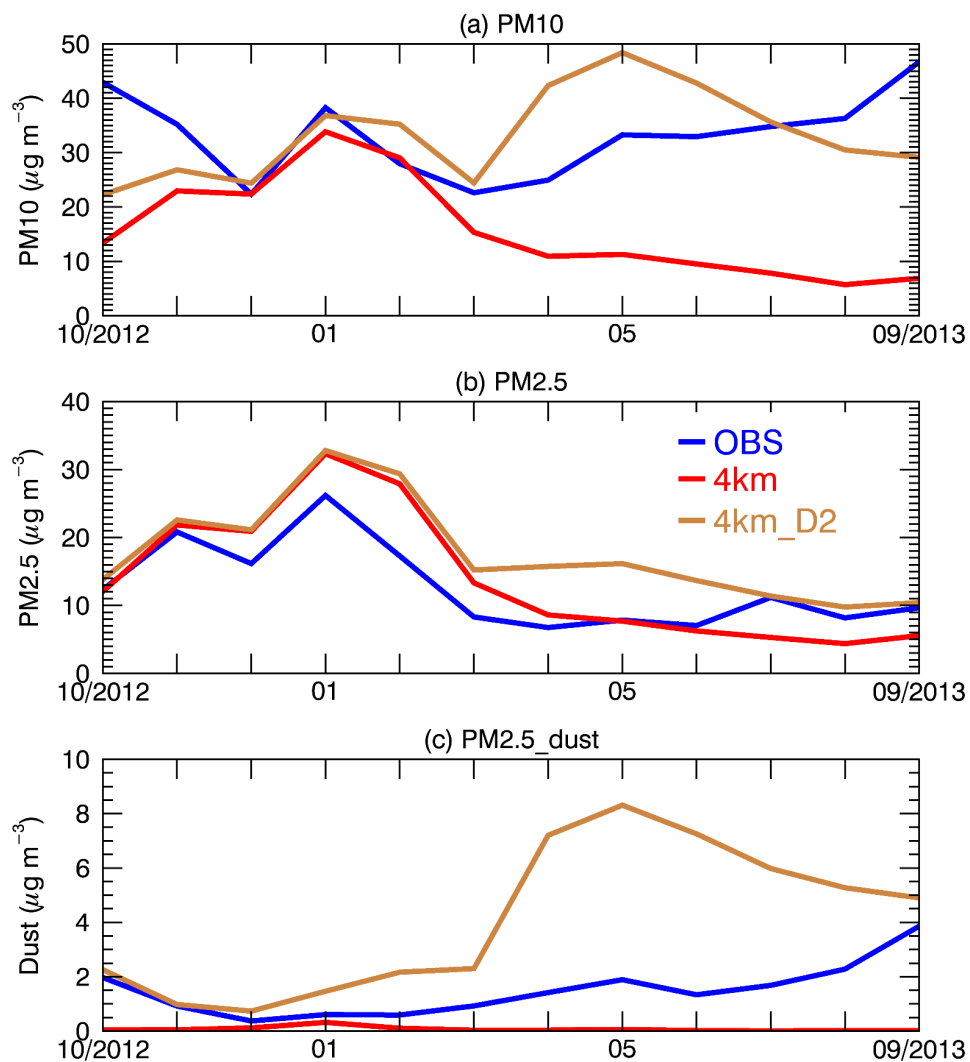 (a) PM10
50
40
30
20
10
0
PM10 (μg m⁻³)
10/2012 01 05 09/2013
(b) PM2.5
40
30
20
10
0
PM2.5 (μg m⁻³)
OBS
4km
4km_D2
10/2012 01 05 09/2013
(c) PM2.5_dust
10
8
6
4
2
0
Dust (μg m⁻³)
10/2012 01 05 09/2013